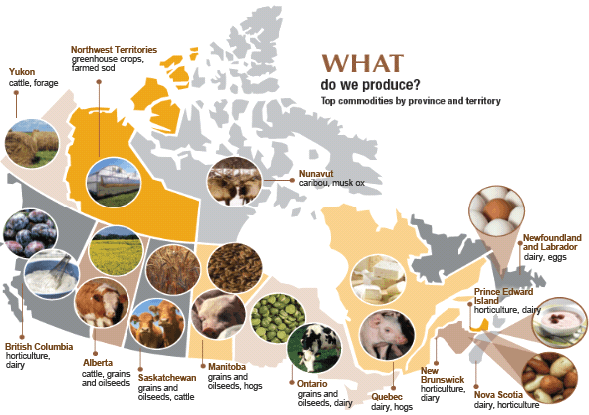 WHAT
do we produce?
Top commodities by province and territory
Northwest Territories
greenhouse crops,
farmed sod
Yukon
cattle, forage
Nunavut
caribou, musk ox
Newfoundland
and Labrador
dairy, eggs
Prince Edward
Island
horticulture, dairy
British Columbia
horticulture,
dairy
Alberta
cattle, grains
and oilseeds
Saskatchewan
grains and
oilseeds, cattle
Manitoba
grains and
oilseeds, hogs
Ontario
grains and
oilseeds, dairy
Quebec
dairy, hogs
New
Brunswick
horticulture,
diary
Nova Scotia
dairy, horticulture